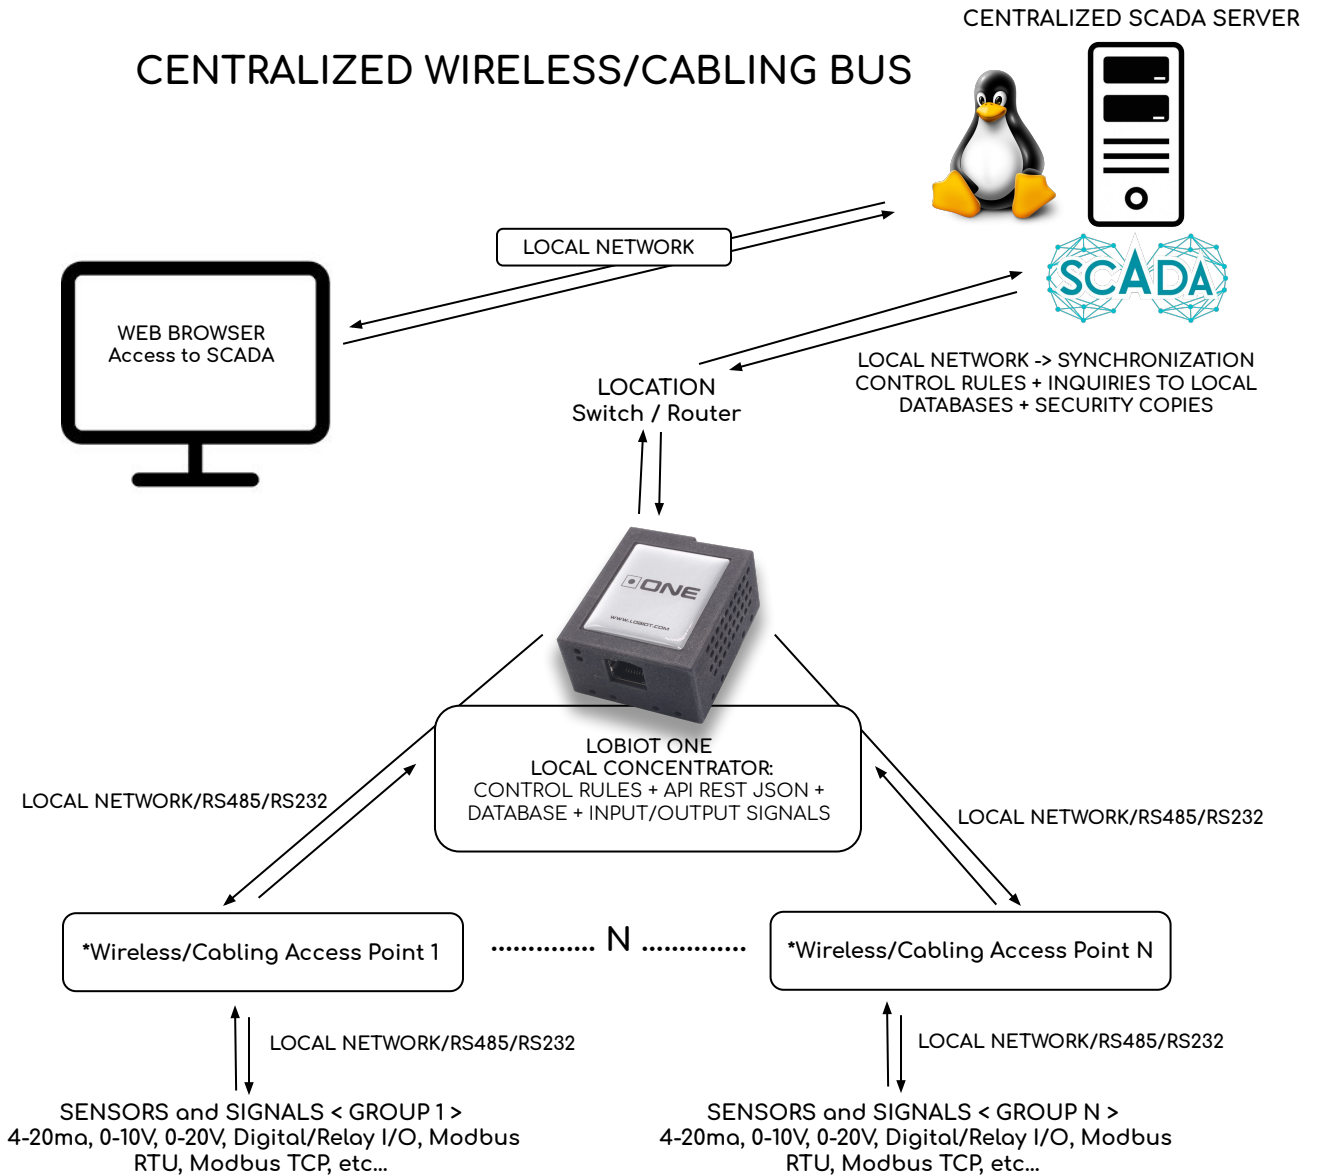 CENTRALIZED SCADA SERVER
CENTRALIZED WIRELESS/CABLING BUS
LOCAL NETWORK
SCADA
WEB BROWSER
Access to SCADA
LOCAL NETWORK -> SYNCHRONIZATION
CONTROL RULES + INQUIRIES TO LOCAL
DATABASES + SECURITY COPIES
LOCATION
Switch / Router
ONE
WWW.LOBIOT.COM
LOBIOT ONE
LOCAL CONCENTRATOR:
CONTROL RULES + API REST JSON +
DATABASE + INPUT/OUTPUT SIGNALS
LOCAL NETWORK/RS485/RS232
LOCAL NETWORK/RS485/RS232
*Wireless/Cabling Access Point 1
.............. N ..............
*Wireless/Cabling Access Point N
LOCAL NETWORK/RS485/RS232
LOCAL NETWORK/RS485/RS232
SENSORS and SIGNALS < GROUP 1 >
4-20ma, 0-10V, 0-20V, Digital/Relay I/O, Modbus
RTU, Modbus TCP, etc...
SENSORS and SIGNALS < GROUP N >
4-20ma, 0-10V, 0-20V, Digital/Relay I/O, Modbus
RTU, Modbus TCP, etc...